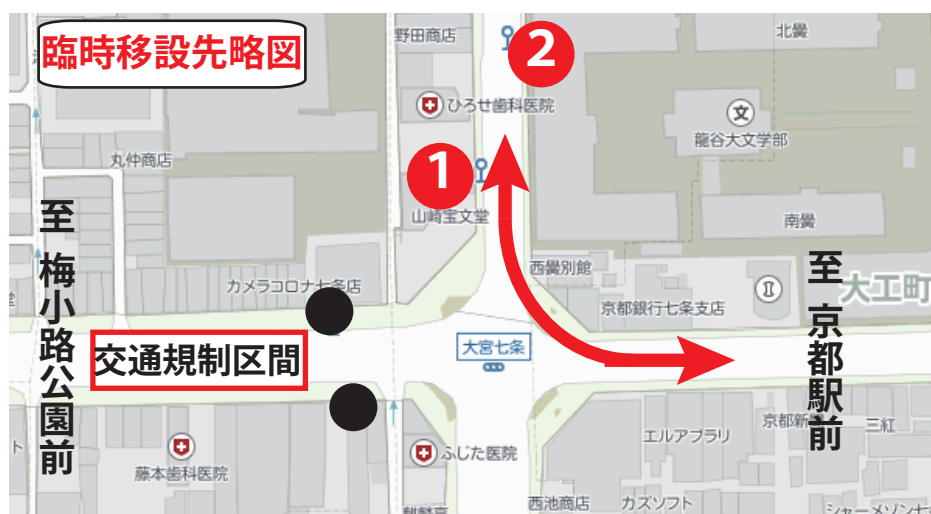 臨時移設先略図
野田商店
2
北黌
ひろせ歯科医院
文
龍谷大文学部
丸仲商店
1
山崎宝文堂
南黌
至 梅小路公園前
西黌別館
カメラコロナ七条店
京都銀行七条支店
至 京都駅前
大工町
交通規制区間
大宮七条
エルアブラリ
三紅
ふじた医院
藤本歯科医院
西池商店
カズソフト